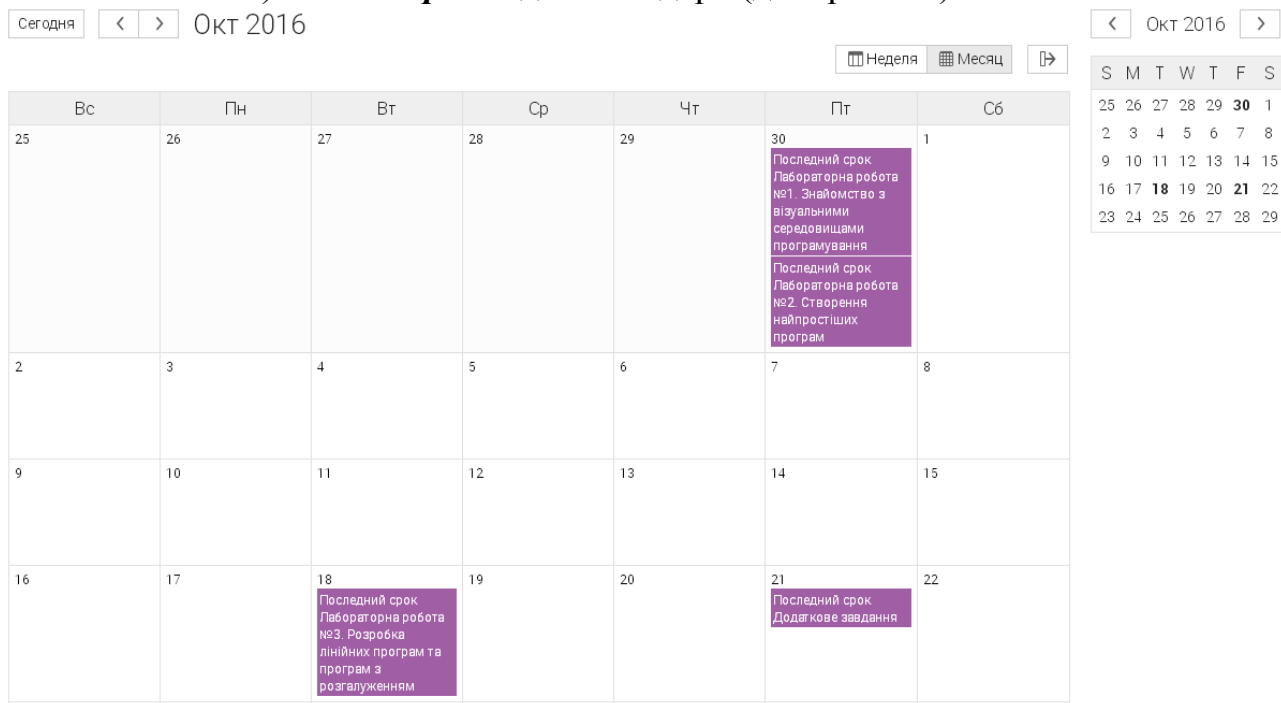 Сегодня
Окт 2016
Неделя
Месяц
Вс Пн Вт Ср Чт Пт Сб
25 26 27 28 29 30 1
Последний срок
Лабораторна робота
№1. Знайомство з
візуальними
середовищами
програмування
Последний срок
Лабораторна робота
№2. Створення
найпростіших
програм
2 3 4 5 6 7 8
9 10 11 12 13 14 15
16 17 18 19 20 21 22
Последний срок
Лабораторна робота
№3. Розробка
лінійних програм та
програм з
розгалуженням
Последний срок
Додаткове завдання
Окт 2016
S M T W T F S
25 26 27 28 29 30 1
2 3 4 5 6 7 8
9 10 11 12 13 14 15
16 17 18 19 20 21 22
23 24 25 26 27 28 29